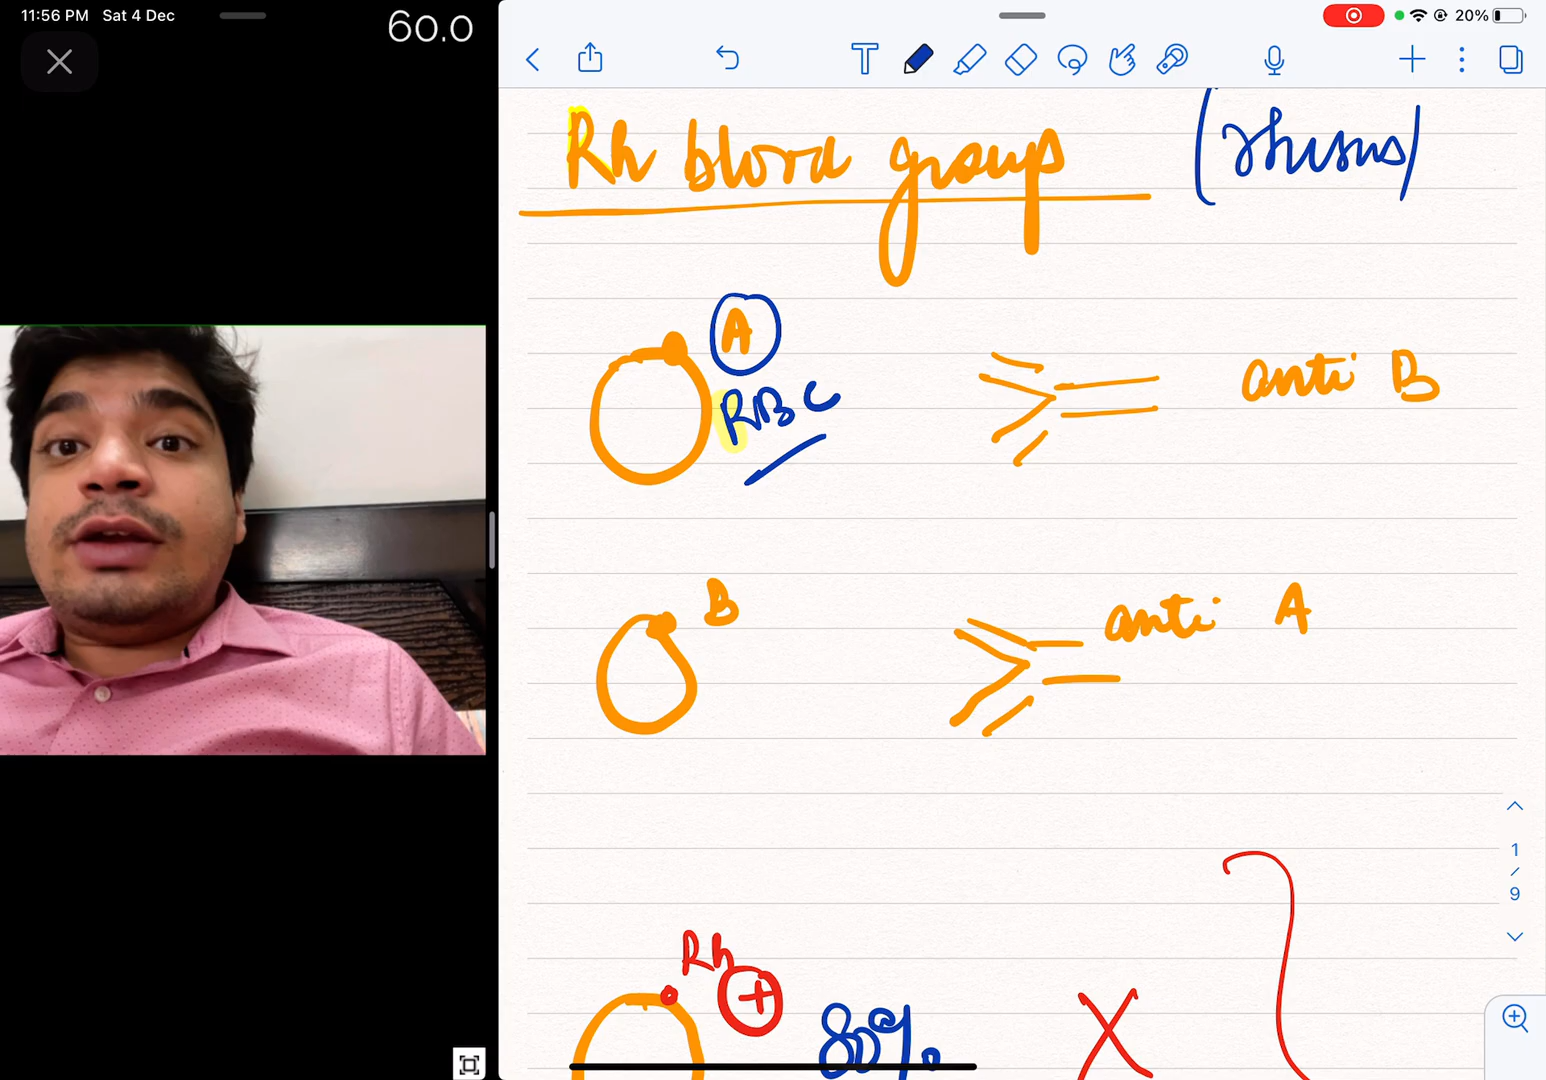 11:56 PM Sat 4 Dec
60.0
20%
T
Rh blood group
(rhesus)
A
RBC
anti B
B
anti A
1
/
9
Rh
+
80%
X